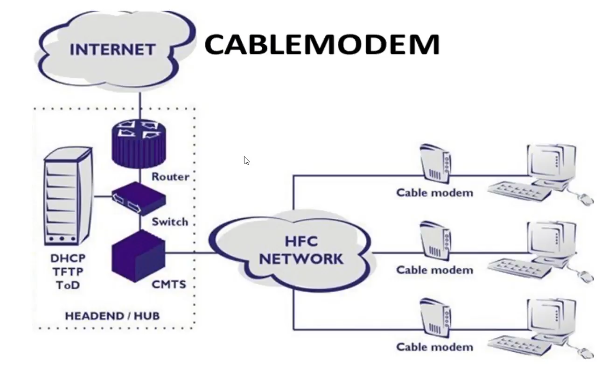 INTERNET
CABLEMODEM
Router
Switch
DHCP
TFTP
ToD
CMTS
HEADEND / HUB
HFC
NETWORK
Cable modem
Cable modem
Cable modem